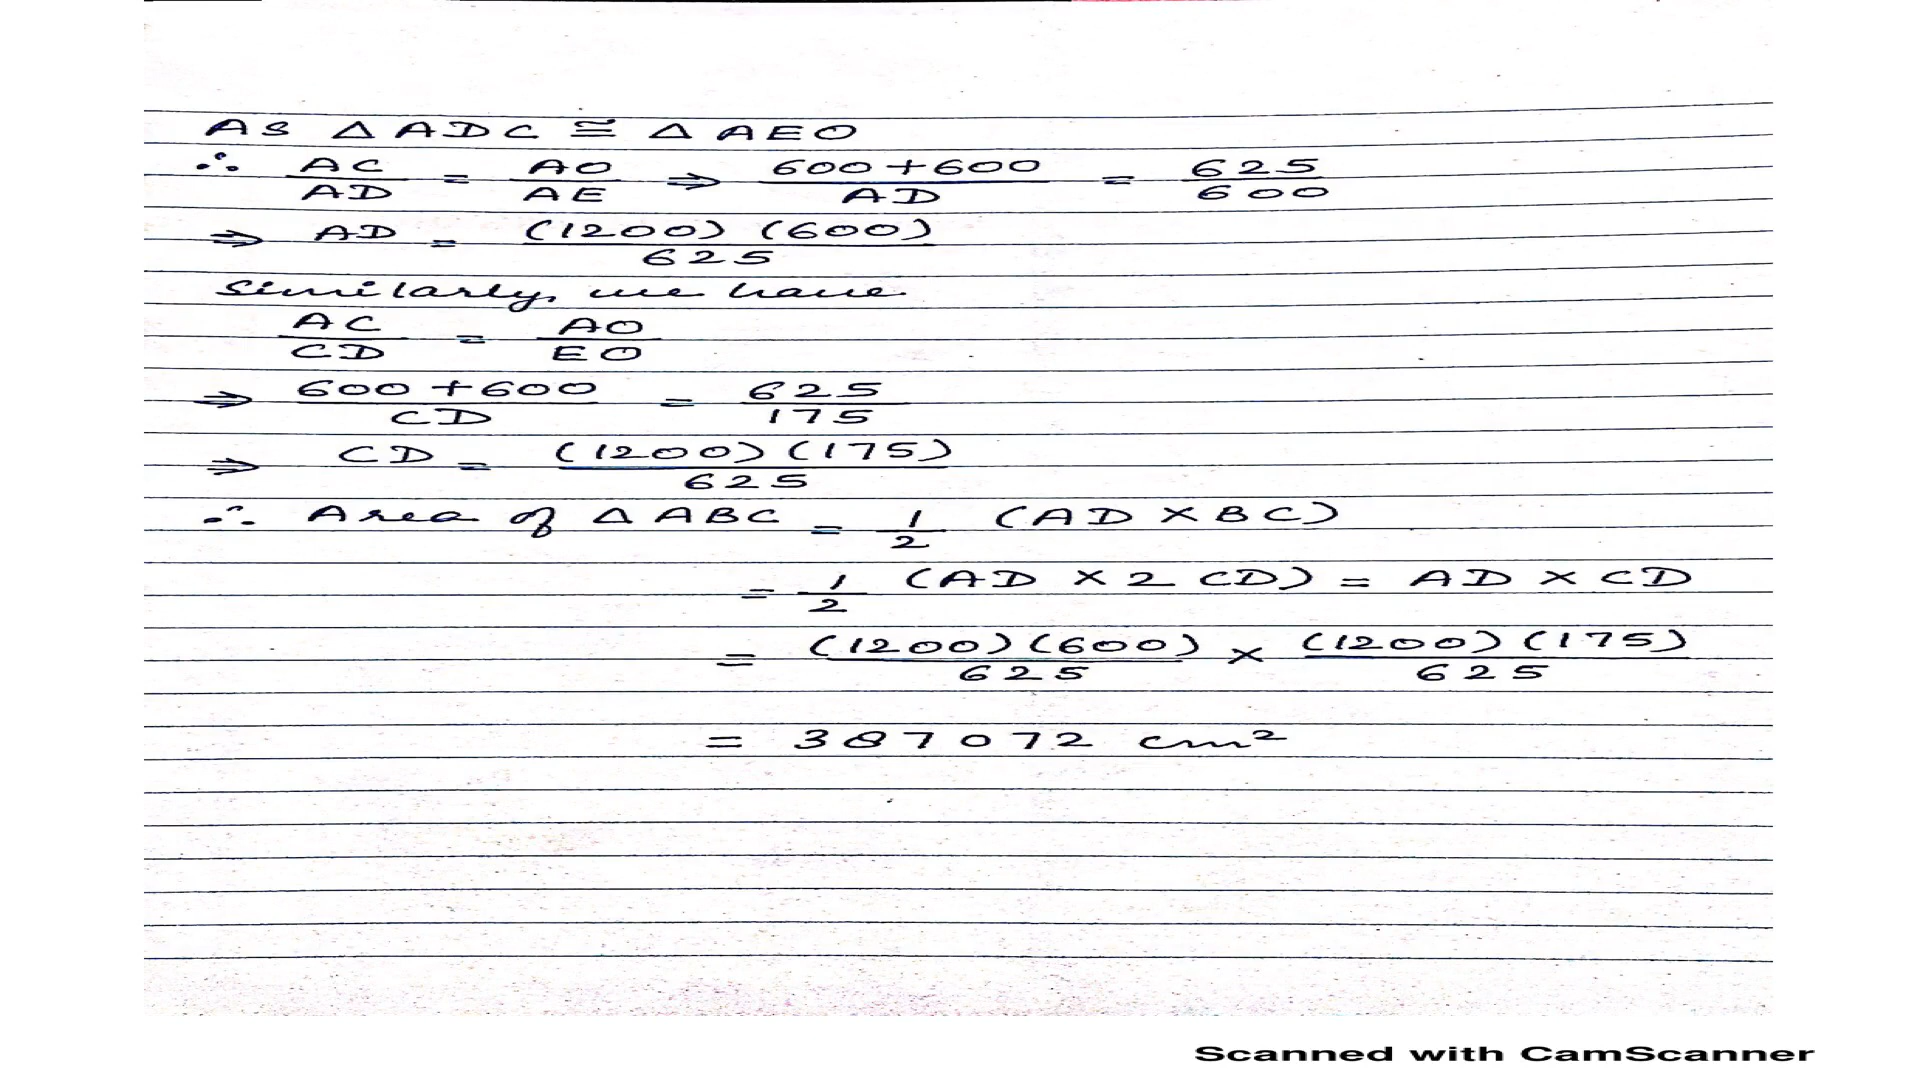 As △ ADC ≅ △ AEO
∴ AC/AD = AO/AE ⇒ 600+600/AD = 625/600
⇒ AD = (1200) (600)/625
Similarly, we have
AC/CD = AO/EO
⇒ 600+600/CD = 625/175
⇒ CD = (1200) (175)/625
∴ Area of △ ABC = 1/2 (AD × BC)
= 1/2 (AD × 2 CD) = AD × CD
= (1200) (600)/625 × (1200) (175)/625
= 387072 cm²
Scanned with CamScanner